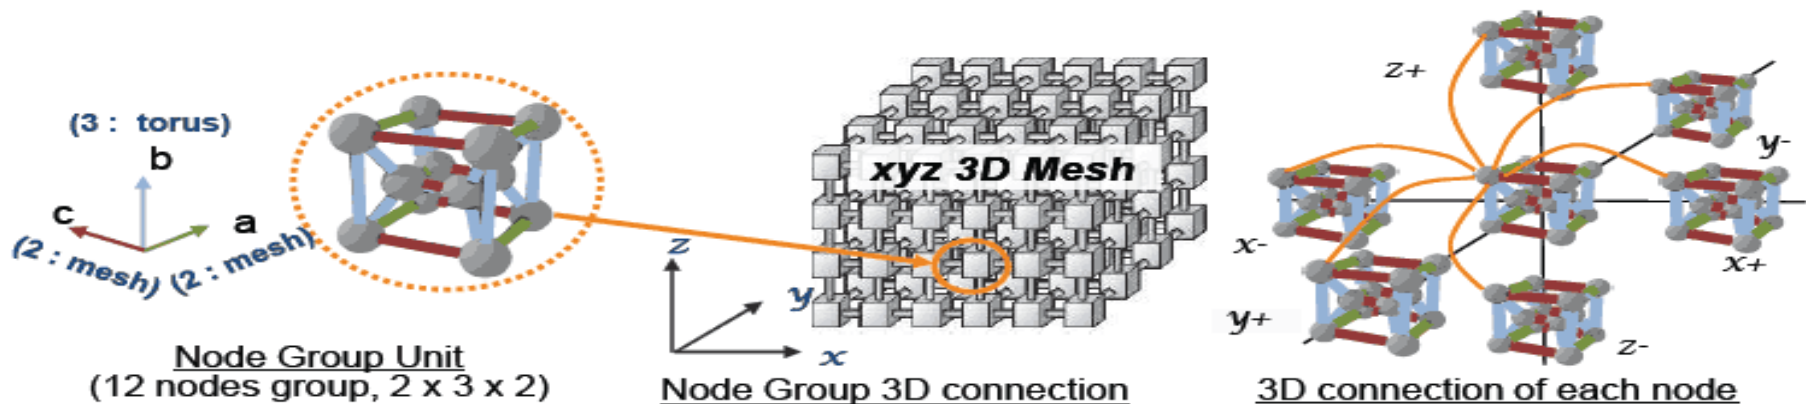 (3 : torus)
b
c
a
(2 : mesh)
(2 : mesh)
Node Group Unit
(12 nodes group, 2 x 3 x 2)
xyz 3D Mesh
z
y
x
Node Group 3D connection
z+
y-
x-
x+
y+
z-
3D connection of each node